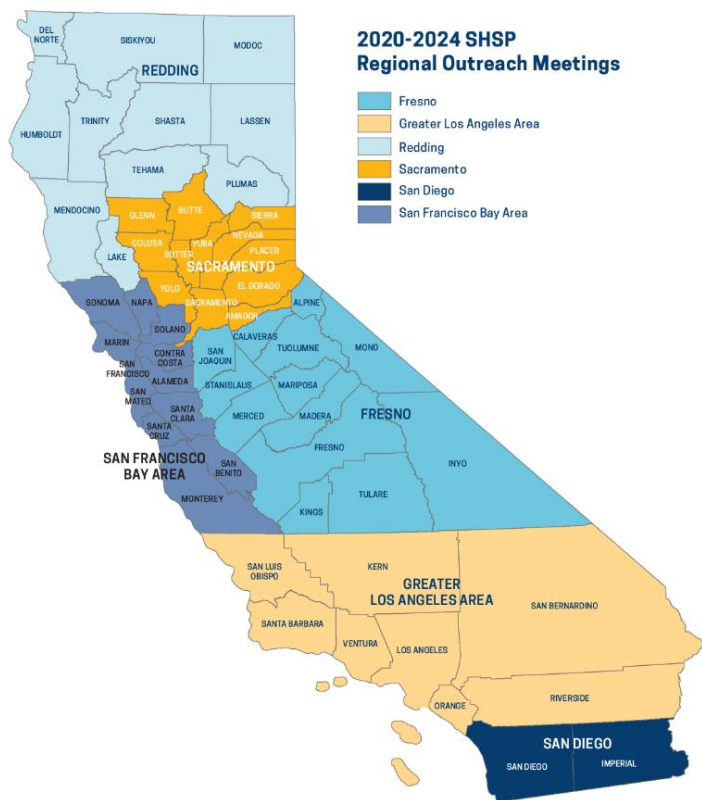 2020-2024 SHSP
Regional Outreach Meetings
Fresno
Greater Los Angeles Area
Redding
Sacramento
San Diego
San Francisco Bay Area
DEL
NORTE
SISKIYOU
MODOC
REDDING
HUMBOLDT
TRINITY
SHASTA
LASSEN
TEHAMA
PLUMAS
MENDOCINO
LAKE
GLENN
BUTTE
SIERRA
COLUSA
SUTTER
YUBA
NEVADA
PLACER
SACRAMENTO
YOLO
EL DORADO
SACRAMENTO
AMADOR
SONOMA
NAPA
SOLANO
MARIN
CONTRA
COSTA
SAN
FRANCISCO
ALAMEDA
SAN
MATEO
SANTA
CLARA
SANTA
CRUZ
SAN FRANCISCO
BAY AREA
SAN
BENITO
MONTEREY
ALPINE
CALAVERAS
SAN
JOAQUIN
TUOLUMNE
MONO
STANISLAUS
MARIPOSA
MERCED
MADERA
FRESNO
FRESNO
INYO
TULARE
KINGS
SAN LUIS
OBISPO
KERN
GREATER
LOS ANGELES AREA
SAN BERNARDINO
SANTA BARBARA
VENTURA
LOS ANGELES
ORANGE
RIVERSIDE
SAN DIEGO
SAN DIEGO
IMPERIAL